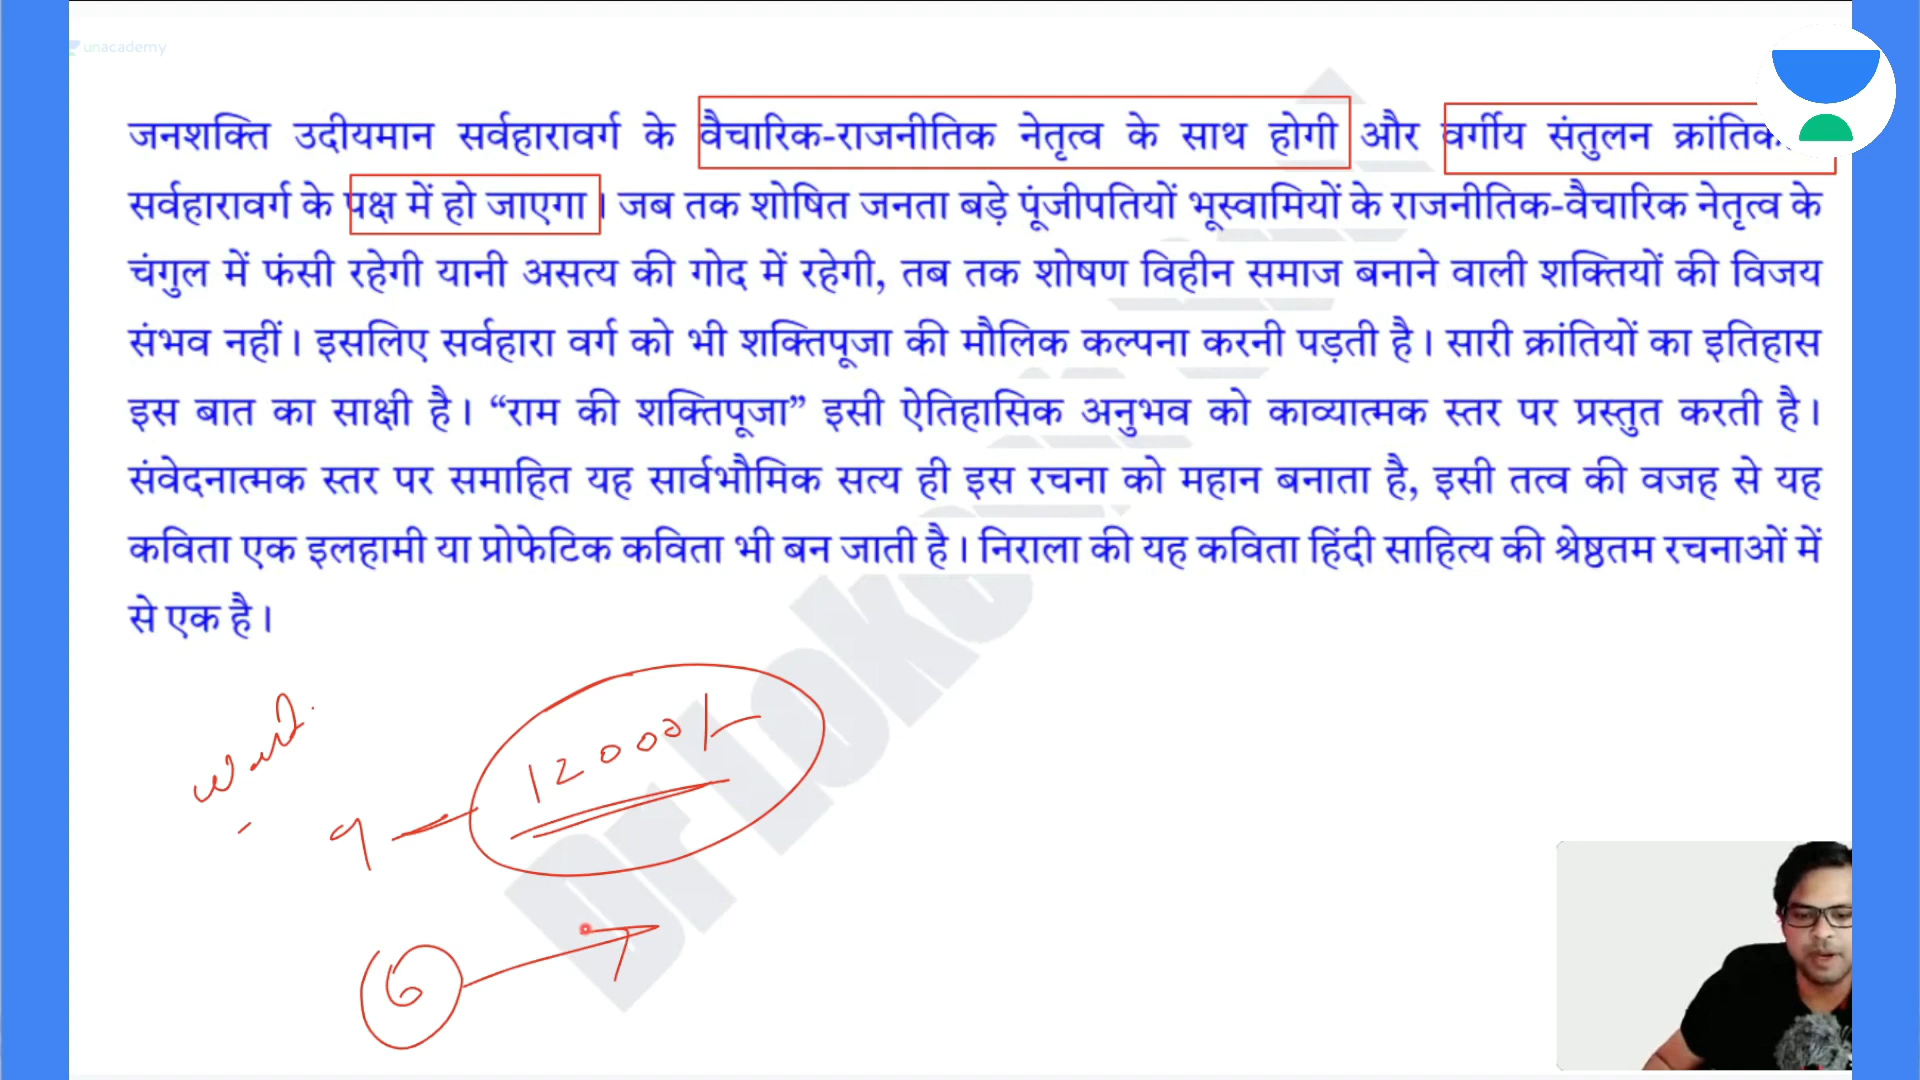 unacademy
जनशक्ति उदीयमान सर्वहारावर्ग के वैचारिक-राजनीतिक नेतृत्व के साथ होगी और वर्गीय संतुलन
सर्वहारावर्ग के पक्ष में हो जाएगा। जब तक शोषित जनता बड़े पूंजीपतियों भूस्वामियों के राजनीतिक-वैचारिक नेतृत्व के
चंगुल में फंसी रहेगी यानी असत्य की गोद में रहेगी, तब तक शोषण विहीन समाज बनाने वाली शक्तियों की विजय
संभव नहीं। इसलिए सर्वहारा वर्ग को भी शक्तिपूजा की मौलिक कल्पना करनी पड़ती है। सारी क्रांतियों का इतिहास
इस बात का साक्षी है। “राम की शक्तिपूजा” इसी ऐतिहासिक अनुभव को काव्यात्मक स्तर पर प्रस्तुत करती है।
संवेदनात्मक स्तर पर समाहित यह सार्वभौमिक सत्य ही इस रचना को महान बनाता है, इसी तत्व की वजह से यह
कविता एक इलहामी या प्रोफेटिक कविता भी बन जाती है। निराला की यह कविता हिंदी साहित्य की श्रेष्ठतम रचनाओं में
से एक है।
12000/-
9
6